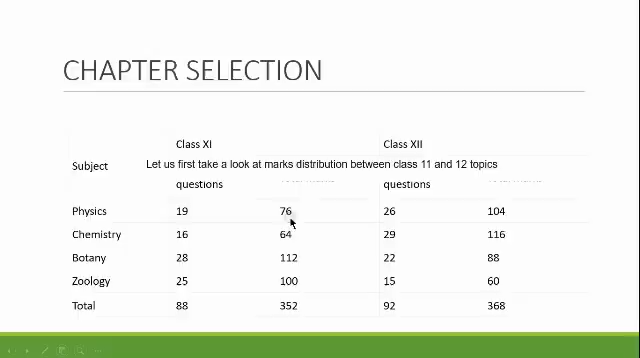 CHAPTER SELECTION
Class XI Class XII
Subject
Let us first take a look at marks distribution between class 11 and 12 topics
questions questions
Physics 19 76 26 104
Chemistry 16 64 29 116
Botany 28 112 22 88
Zoology 25 100 15 60
Total 88 352 92 368